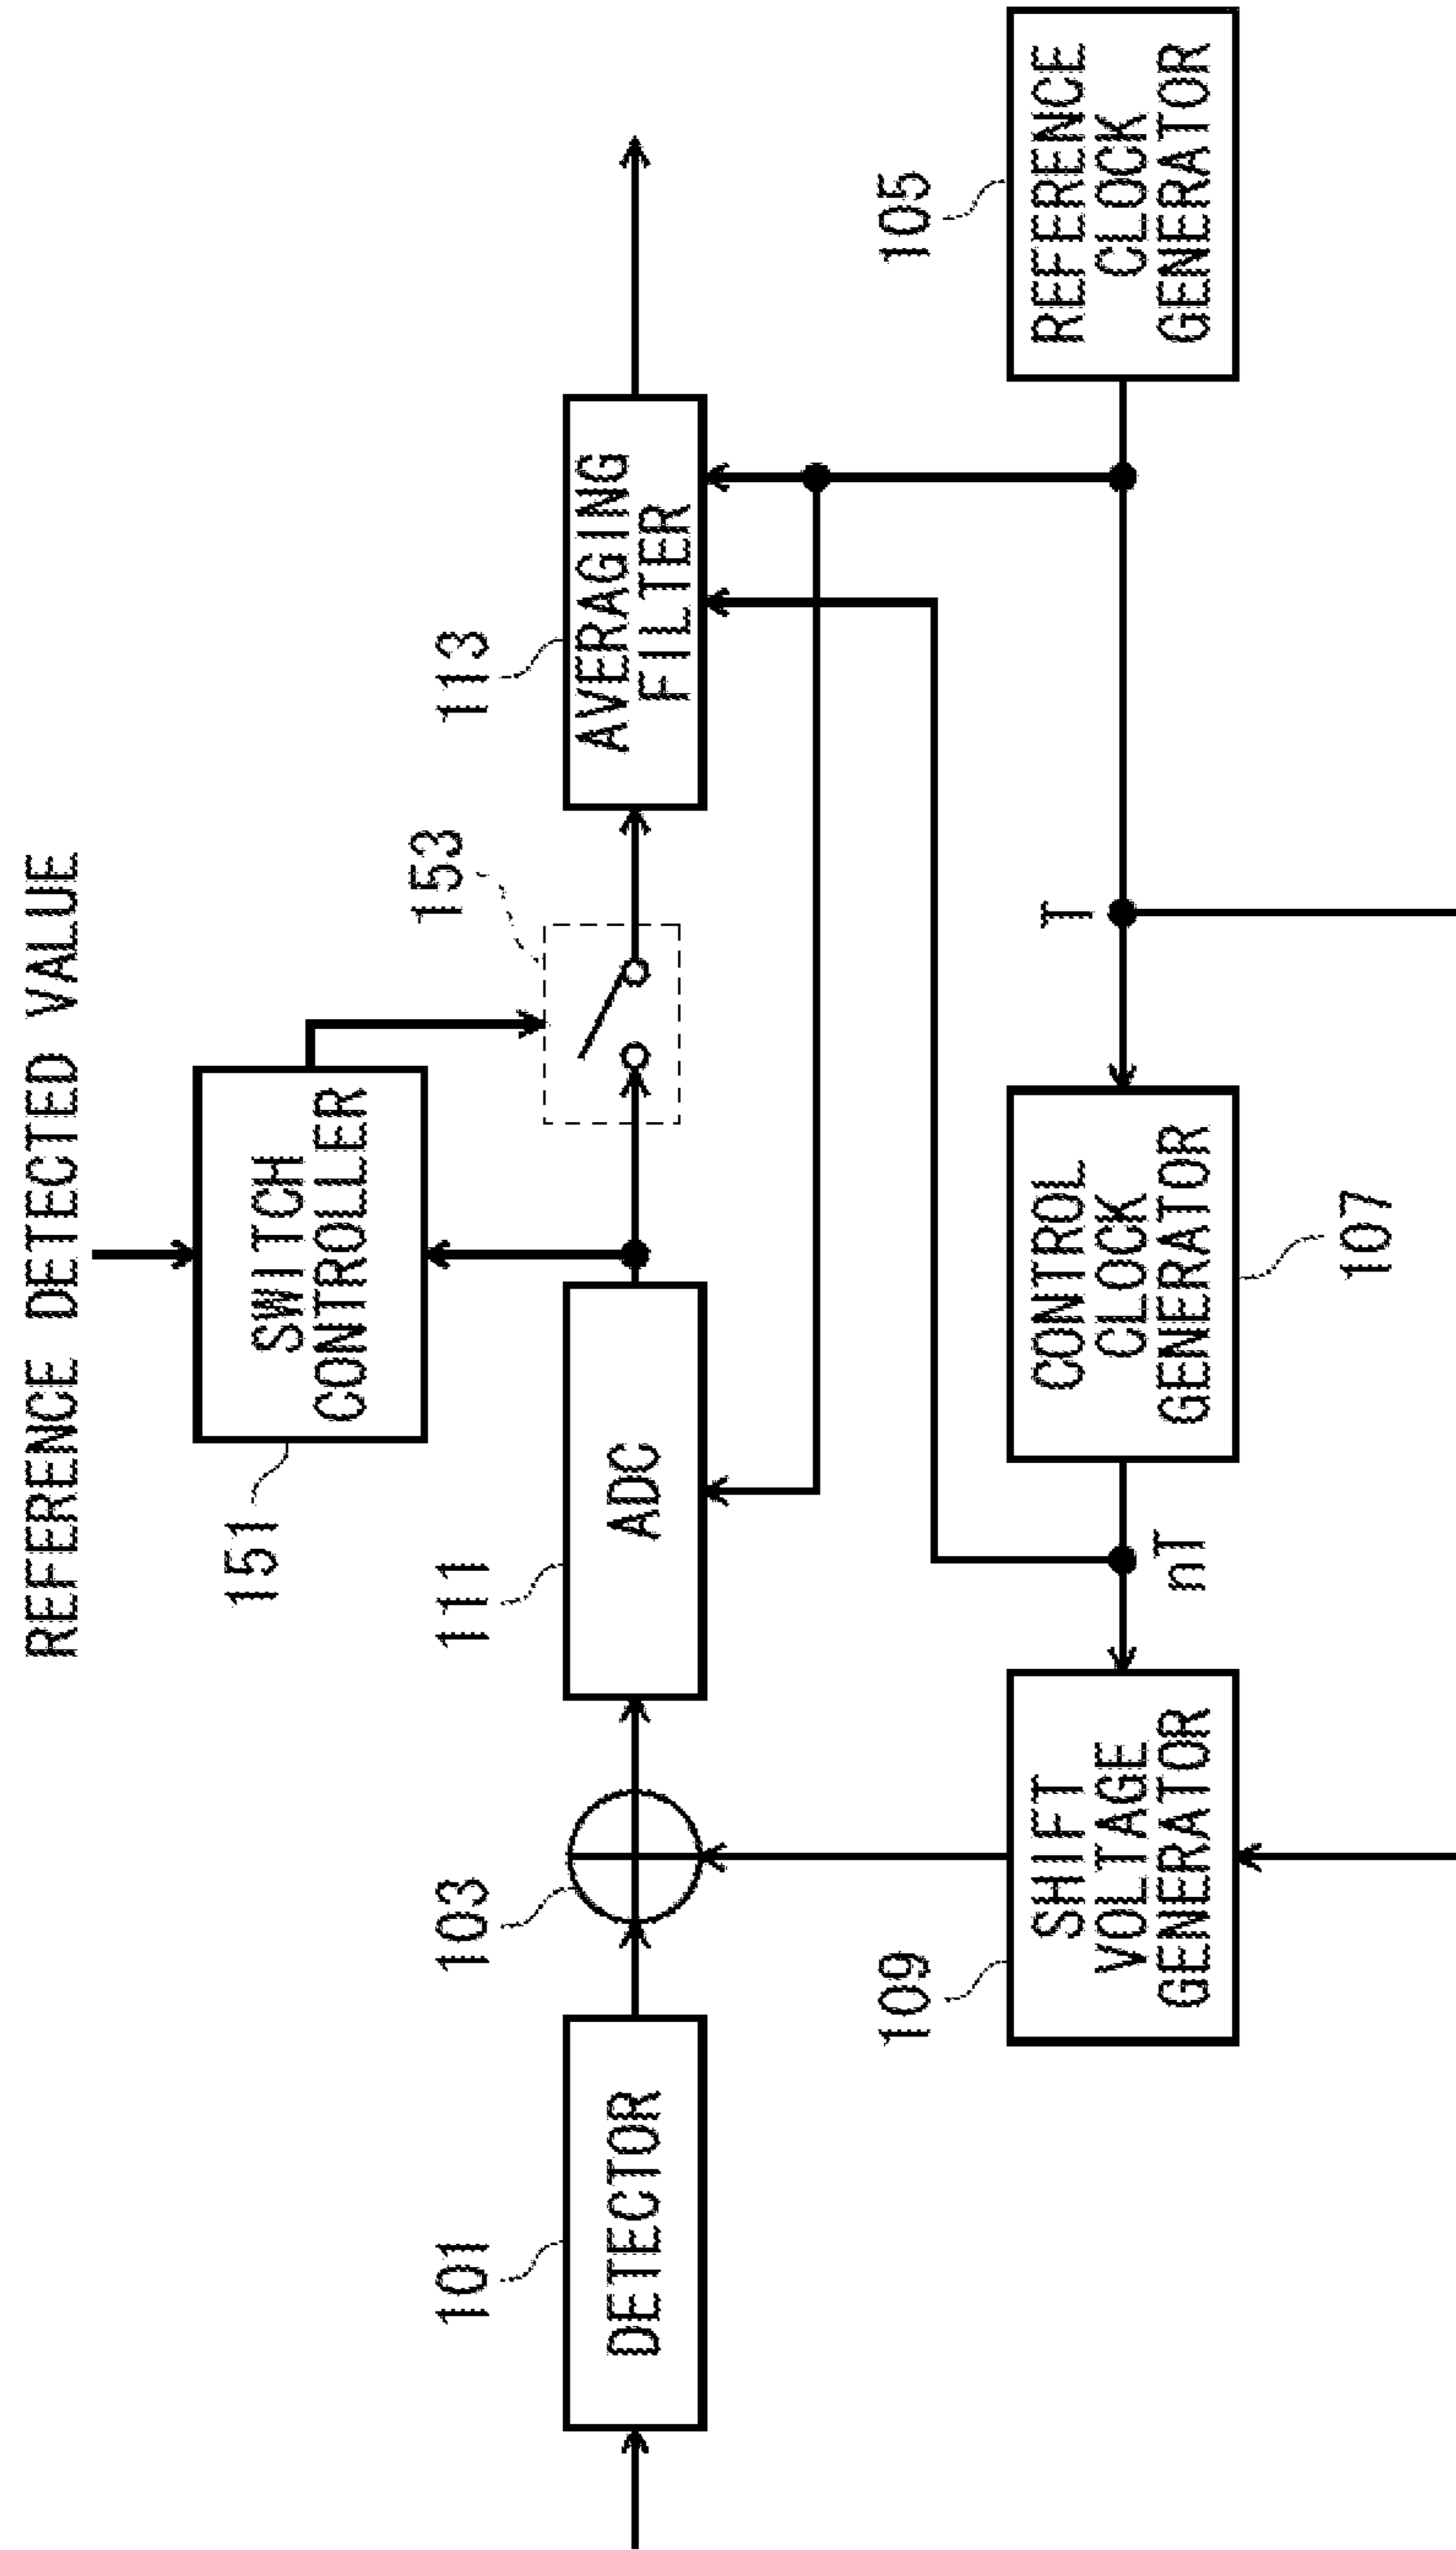 REFERENCE DETECTED VALUE
151
SWITCH
CONTROLLER
153
101
DETECTOR
103
111
ADC
113
AVERAGING
FILTER
109
SHIFT
VOLTAGE
GENERATOR
nT
CONTROL
CLOCK
GENERATOR
107
T
105
REFERENCE
CLOCK
GENERATOR